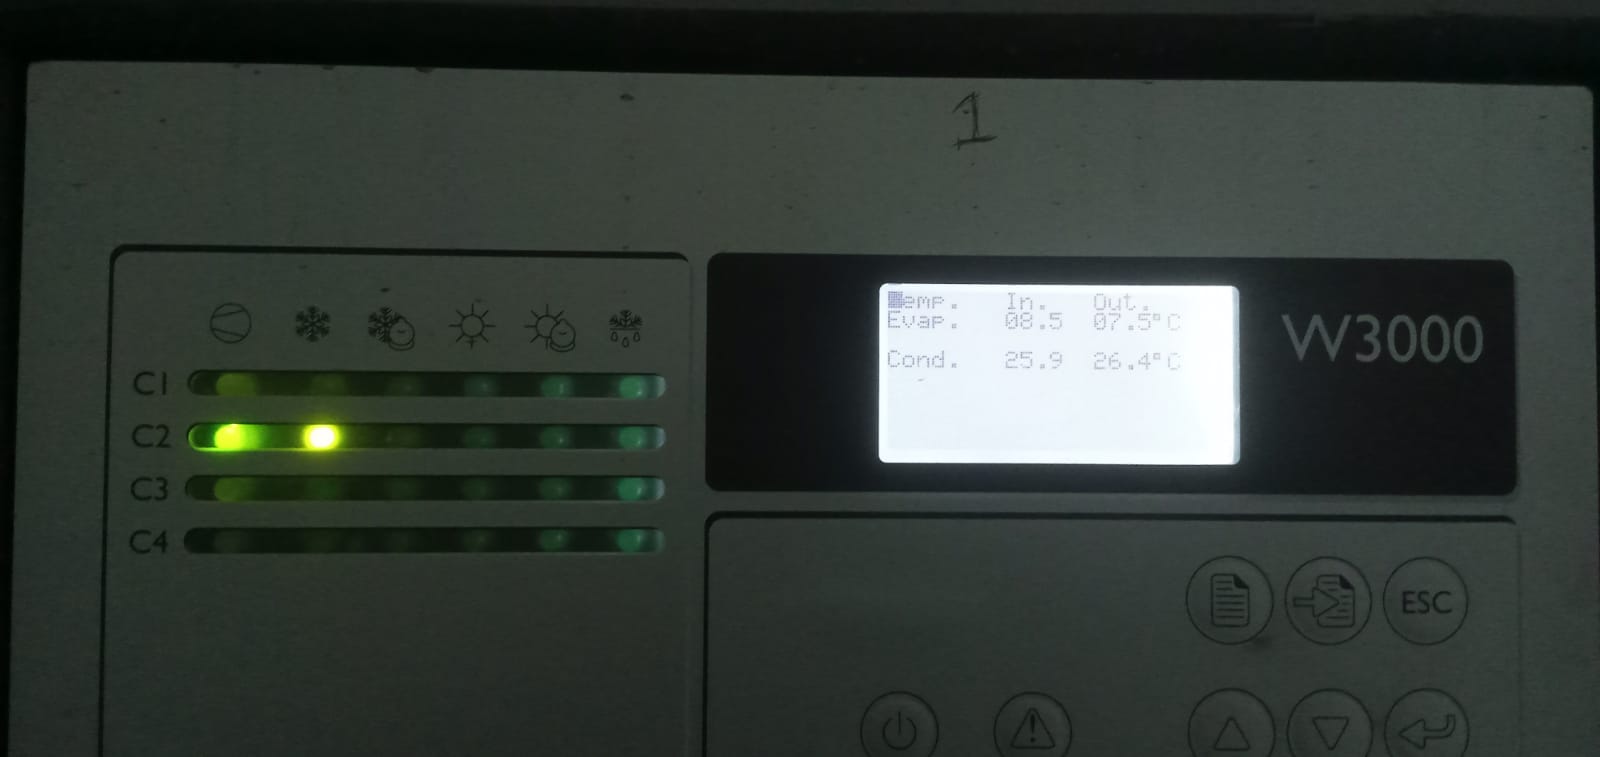 1
Temp. In. Out.
Evap. 08.5 07.5°C
Cond. 25.9 26.4°C
W3000
C1
C2
C3
C4
ESC